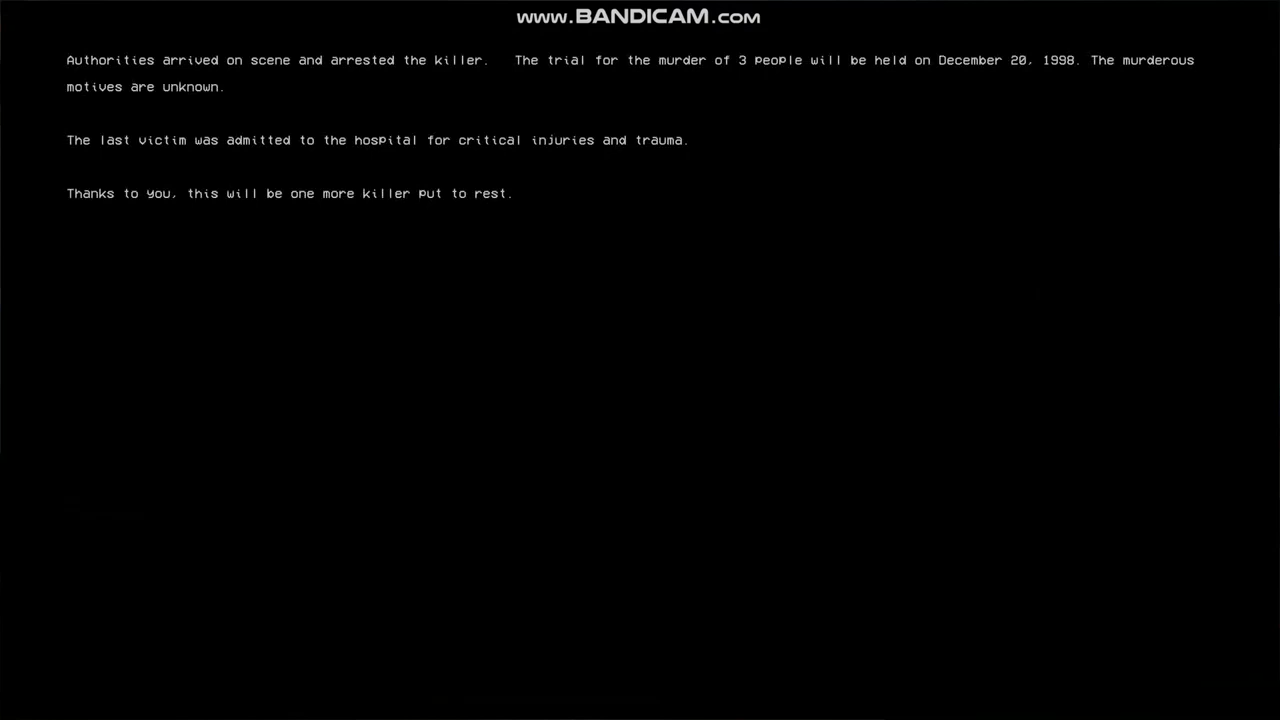 www.BANDICAM.com
Authorities arrived on scene and arrested the killer.   The trial for the murder of 3 people will be held on December 20, 1998. The murderous
motives are unknown.
The last victim was admitted to the hospital for critical injuries and trauma.
Thanks to you, this will be one more killer put to rest.